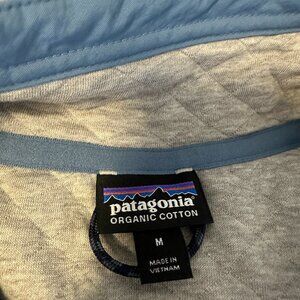 patagonia
ORGANIC COTTON
M
MADE IN
VIETNAM